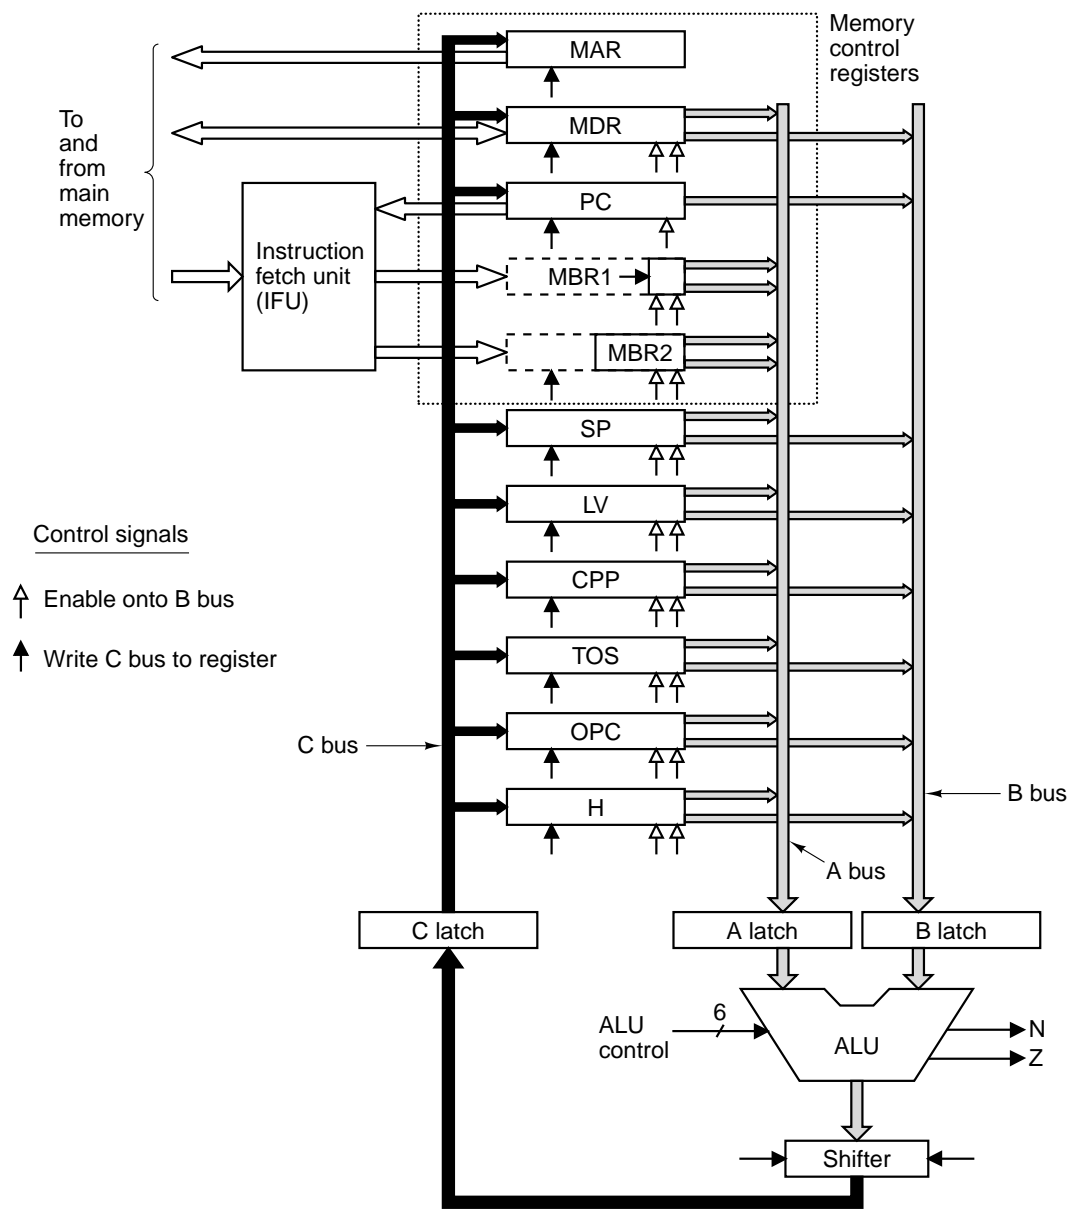 Memory
control
registers
MAR
To
and
from
main
memory
MDR
PC
Instruction
fetch unit
(IFU)
MBR1
MBR2
SP
LV
Control signals
Enable onto B bus
Write C bus to register
CPP
TOS
C bus
OPC
H
B bus
A bus
C latch
A latch
B latch
ALU
control
6
ALU
N
Z
Shifter